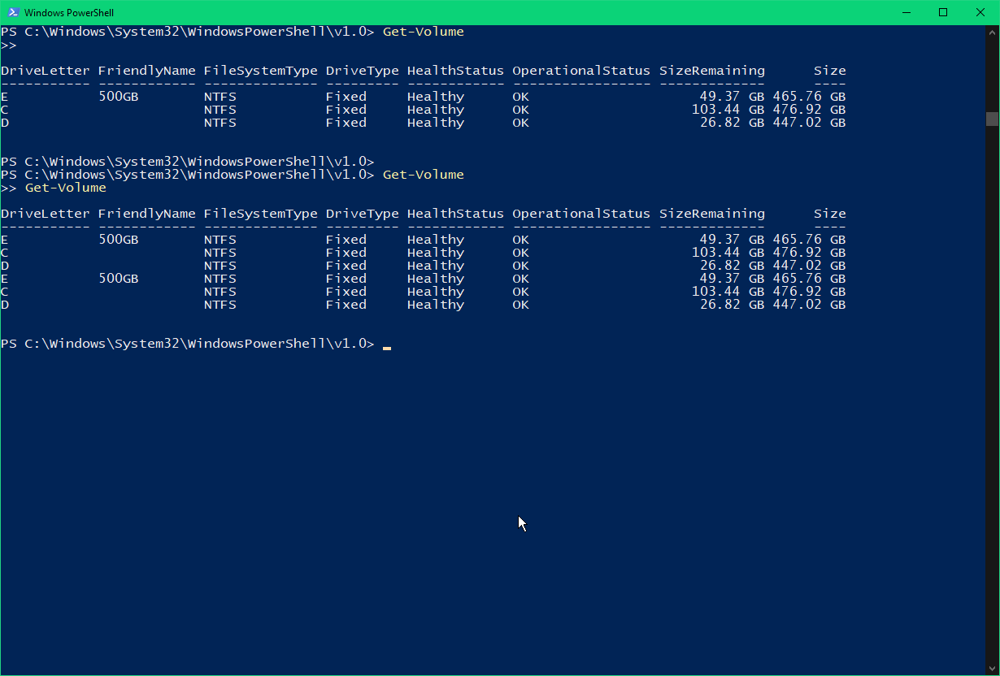 Windows PowerShell
PS C:\Windows\System32\WindowsPowerShell\v1.0> Get-Volume
>>
DriveLetter FriendlyName FileSystemType DriveType HealthStatus OperationalStatus SizeRemaining      Size
----------- ------------ -------------- --------- ------------ ----------------- -------------      ----
E           500GB        NTFS           Fixed     Healthy      OK                     49.37 GB 465.76 GB
C                        NTFS           Fixed     Healthy      OK                    103.44 GB 476.92 GB
D                        NTFS           Fixed     Healthy      OK                     26.82 GB 447.02 GB
PS C:\Windows\System32\WindowsPowerShell\v1.0>
PS C:\Windows\System32\WindowsPowerShell\v1.0> Get-Volume
>> Get-Volume
DriveLetter FriendlyName FileSystemType DriveType HealthStatus OperationalStatus SizeRemaining      Size
----------- ------------ -------------- --------- ------------ ----------------- -------------      ----
E           500GB        NTFS           Fixed     Healthy      OK                     49.37 GB 465.76 GB
C                        NTFS           Fixed     Healthy      OK                    103.44 GB 476.92 GB
D                        NTFS           Fixed     Healthy      OK                     26.82 GB 447.02 GB
E           500GB        NTFS           Fixed     Healthy      OK                     49.37 GB 465.76 GB
C                        NTFS           Fixed     Healthy      OK                    103.44 GB 476.92 GB
D                        NTFS           Fixed     Healthy      OK                     26.82 GB 447.02 GB
PS C:\Windows\System32\WindowsPowerShell\v1.0>